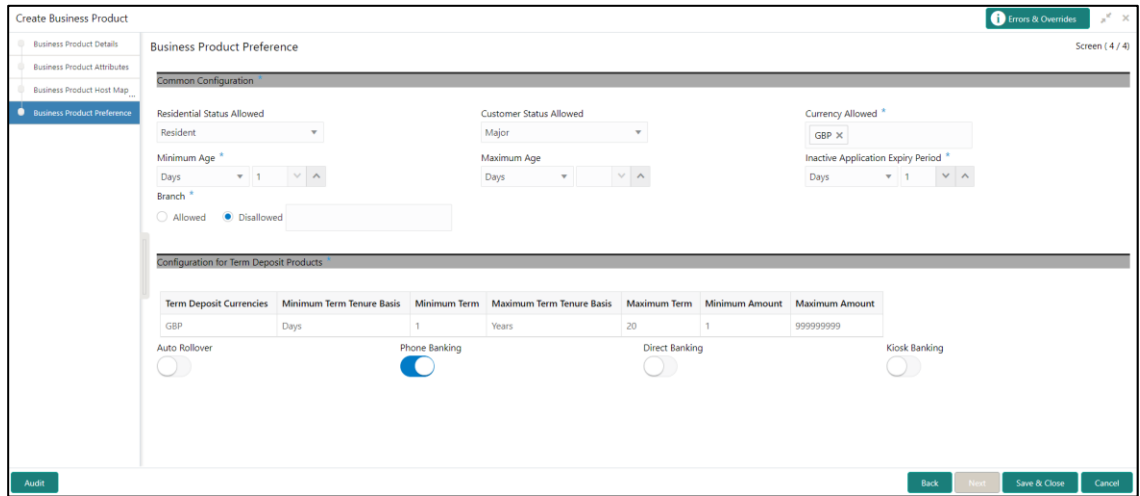 Create Business Product
Errors & Overrides
Business Product Details
Business Product Attributes
Business Product Host Map...
Business Product Preference
Business Product Preference
Screen ( 4 / 4)
Common Configuration *
Residential Status Allowed
Customer Status Allowed
Currency Allowed *
Resident
Major
GBP ×
Minimum Age *
Maximum Age
Inactive Application Expiry Period *
Days 1
Days
Days 1
Branch *
Allowed Disallowed
Configuration for Term Deposit Products *
Term Deposit Currencies Minimum Term Tenure Basis Minimum Term Maximum Term Tenure Basis Maximum Term Minimum Amount Maximum Amount
GBP Days 1 Years 20 1 999999999
Auto Rollover
Phone Banking
Direct Banking
Kiosk Banking
Audit
Back
Next
Save & Close
Cancel